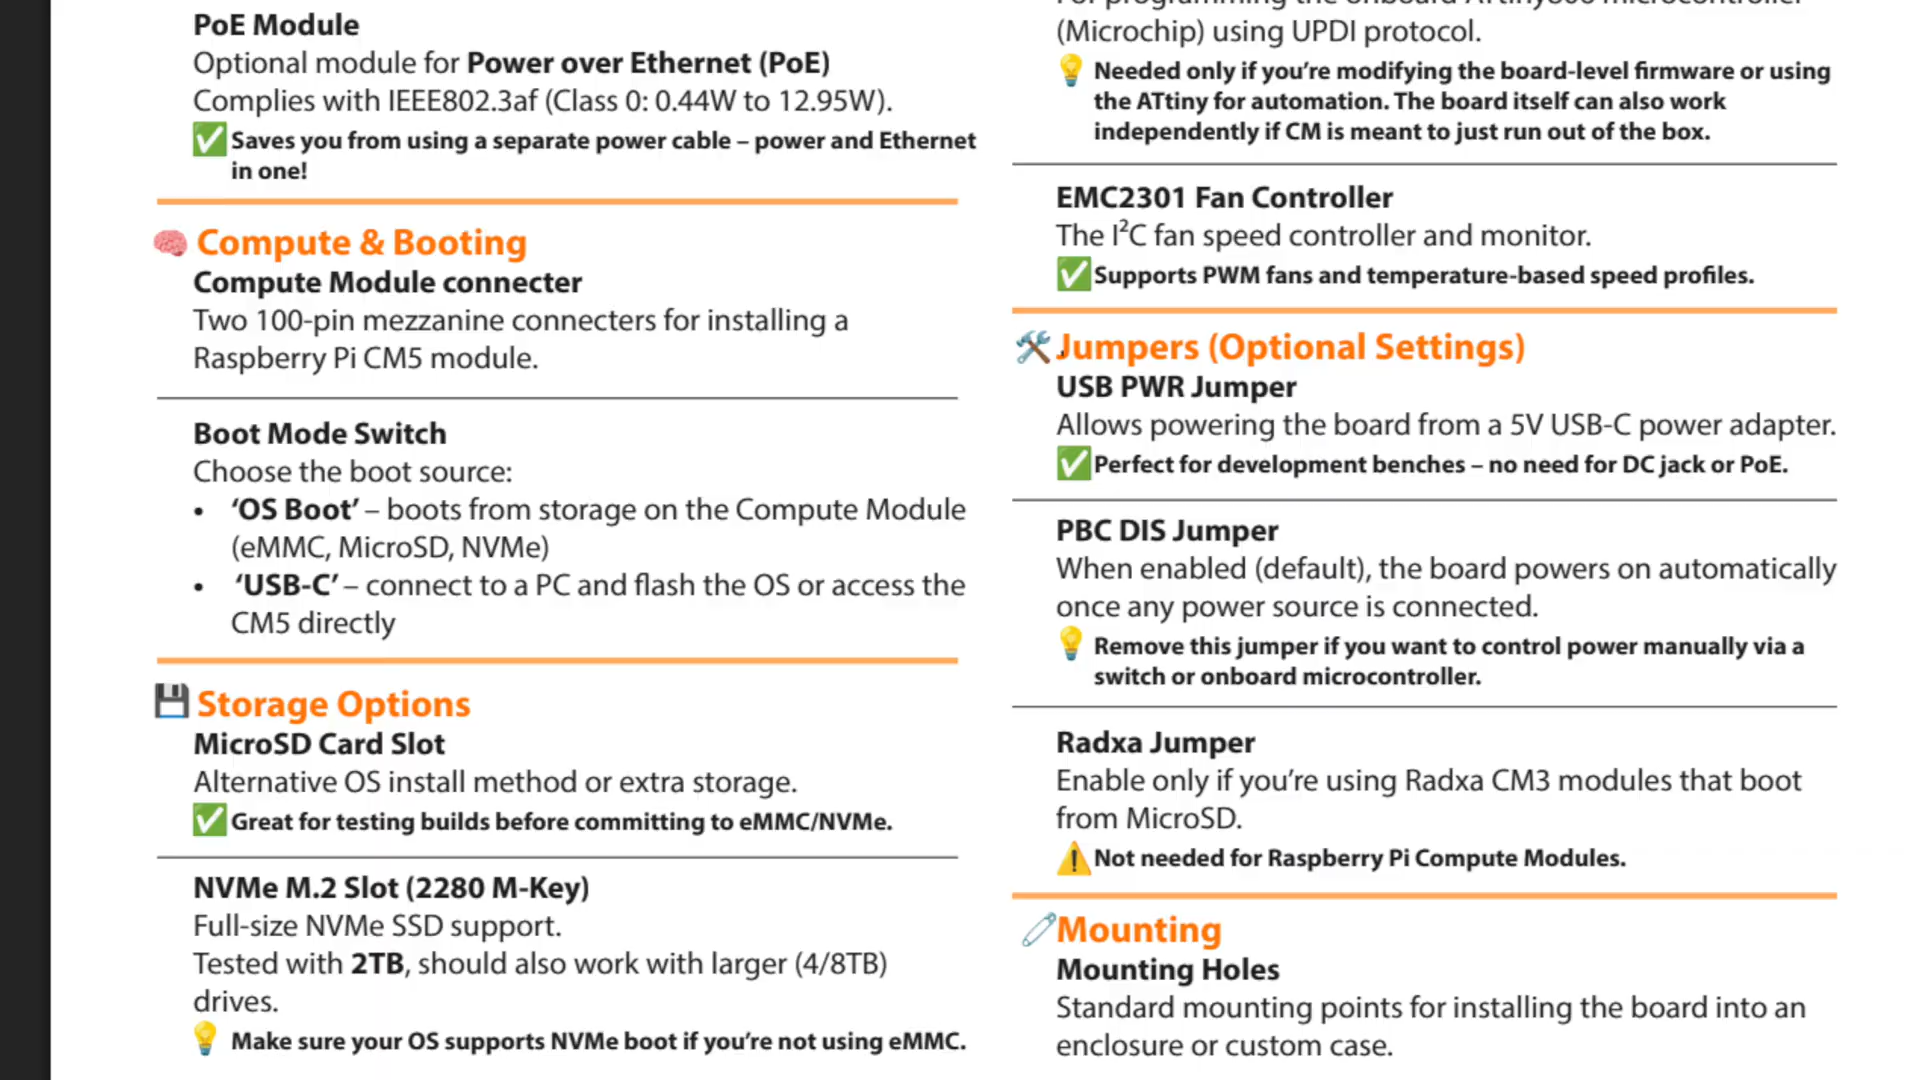 PoE Module
Optional module for Power over Ethernet (PoE)
Complies with IEEE802.3af (Class 0: 0.44W to 12.95W).
✅ Saves you from using a separate power cable – power and Ethernet
in one!
🧠 Compute & Booting
Compute Module connecter
Two 100-pin mezzanine connecters for installing a
Raspberry Pi CM5 module.
Boot Mode Switch
Choose the boot source:
• ‘OS Boot’ – boots from storage on the Compute Module
(eMMC, MicroSD, NVMe)
• ‘USB-C’ – connect to a PC and flash the OS or access the
CM5 directly
💾 Storage Options
MicroSD Card Slot
Alternative OS install method or extra storage.
✅ Great for testing builds before committing to eMMC/NVMe.
NVMe M.2 Slot (2280 M-Key)
Full-size NVMe SSD support.
Tested with 2TB, should also work with larger (4/8TB)
drives.
💡 Make sure your OS supports NVMe boot if you’re not using eMMC.
(Microchip) using UPDI protocol.
💡 Needed only if you’re modifying the board-level firmware or using
the ATtiny for automation. The board itself can also work
independently if CM is meant to just run out of the box.
EMC2301 Fan Controller
The I²C fan speed controller and monitor.
✅ Supports PWM fans and temperature-based speed profiles.
🛠 Jumpers (Optional Settings)
USB PWR Jumper
Allows powering the board from a 5V USB-C power adapter.
✅ Perfect for development benches – no need for DC jack or PoE.
PBC DIS Jumper
When enabled (default), the board powers on automatically
once any power source is connected.
💡 Remove this jumper if you want to control power manually via a
switch or onboard microcontroller.
Radxa Jumper
Enable only if you’re using Radxa CM3 modules that boot
from MicroSD.
⚠️ Not needed for Raspberry Pi Compute Modules.
🧷 Mounting
Mounting Holes
Standard mounting points for installing the board into an
enclosure or custom case.